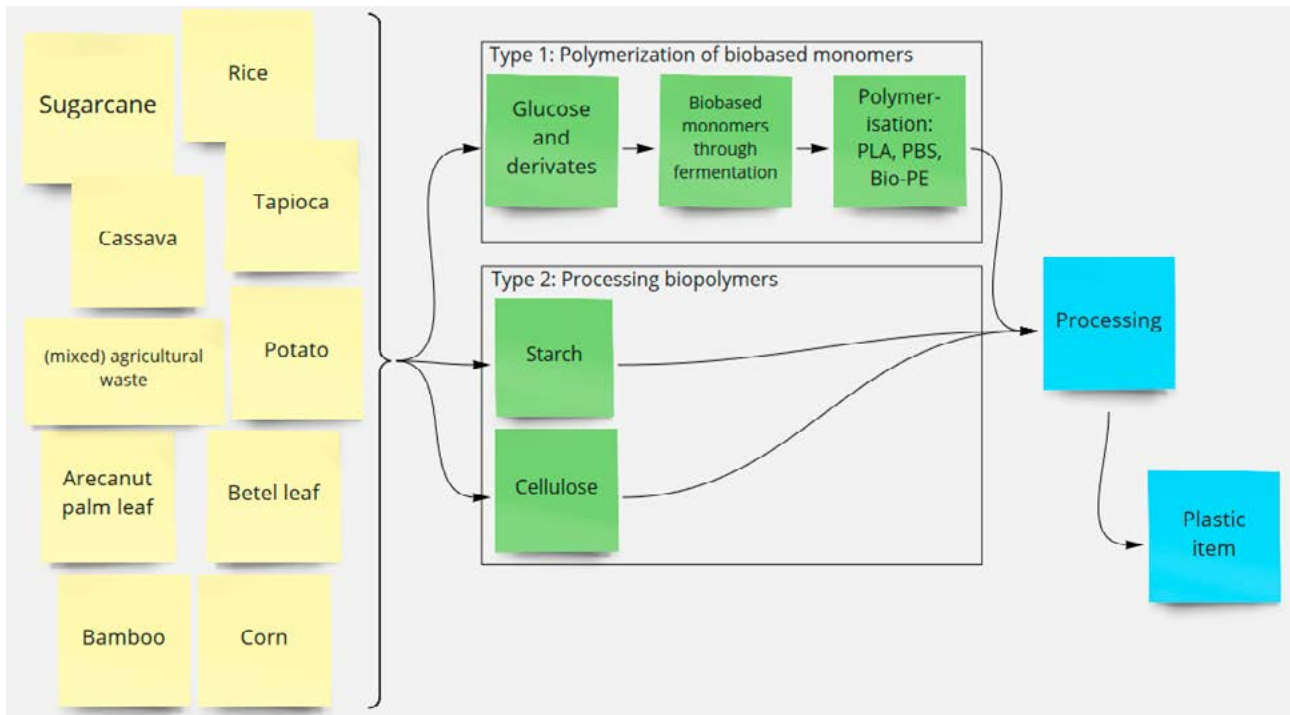 Sugarcane
Rice
Tapioca
Cassava
(mixed) agricultural
waste
Potato
Arecanut
palm leaf
Betel leaf
Bamboo
Corn
Type 1: Polymerization of biobased monomers
Glucose
and
derivates
Biobased
monomers
through
fermentation
Polymer-
isation:
PLA, PBS,
Bio-PE
Type 2: Processing biopolymers
Starch
Cellulose
Processing
Plastic
item